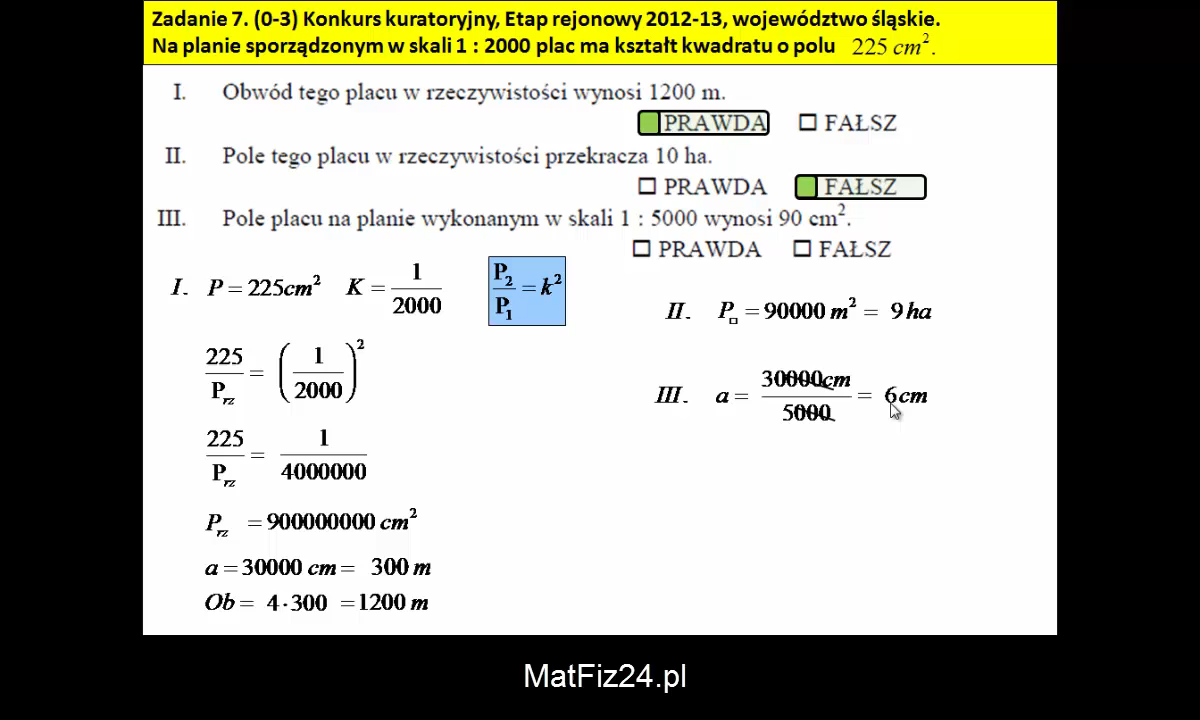 Zadanie 7. (0-3) Konkurs kuratoryjny, Etap rejonowy 2012-13, województwo śląskie.
Na planie sporządzonym w skali 1 : 2000 plac ma kształt kwadratu o polu 225 cm².
I. Obwód tego placu w rzeczywistości wynosi 1200 m.
PRAWDA □ FAŁSZ
II. Pole tego placu w rzeczywistości przekracza 10 ha.
□ PRAWDA FAŁSZ
III. Pole placu na planie wykonanym w skali 1 : 5000 wynosi 90 cm².
□ PRAWDA □ FAŁSZ
I. P = 225cm² K = 1/2000 P₂/P₁ = k²
225/P_rz = (1/2000)²
225/P_rz = 1/4000000
P_rz = 900000000 cm²
a = 30000 cm = 300 m
Ob = 4·300 = 1200 m
II. P□ = 90000 m² = 9 ha
III. a = 30000cm/5000 = 6cm
MatFiz24.pl